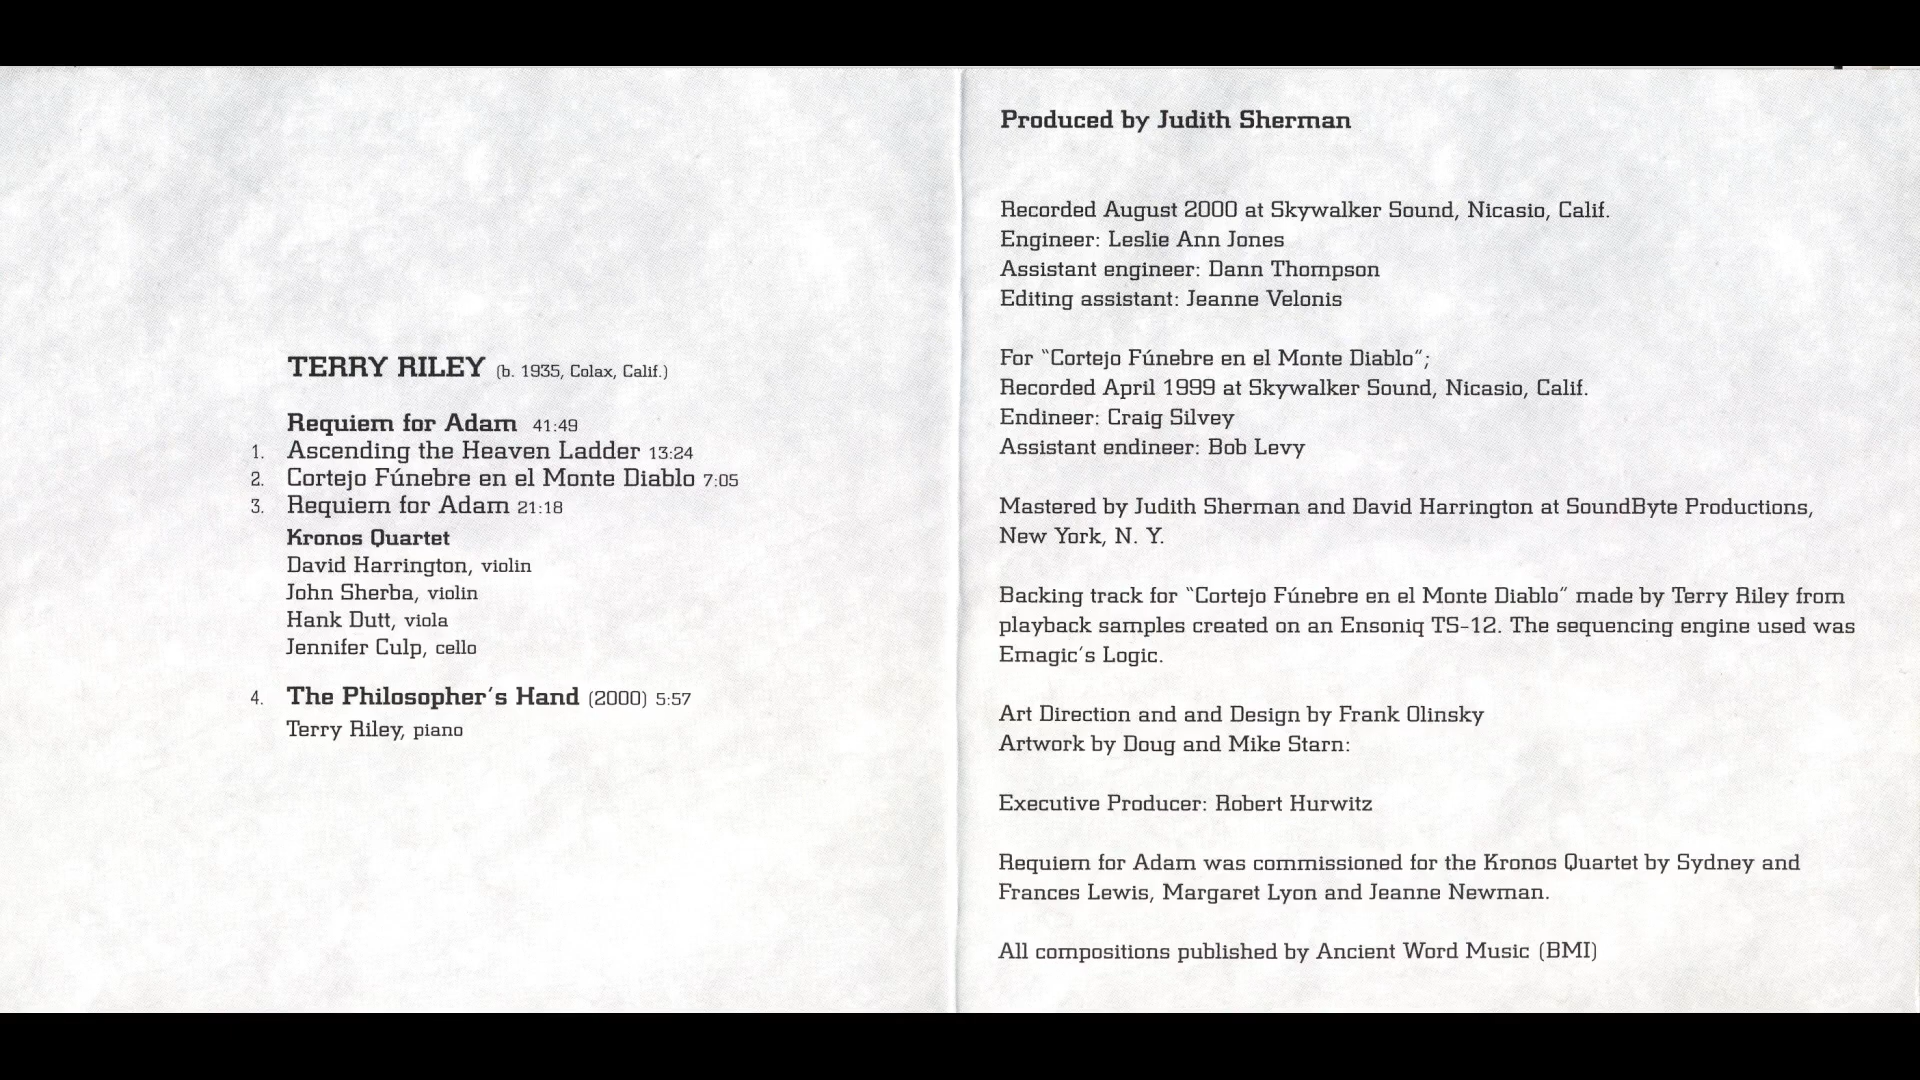 TERRY RILEY (b. 1935, Colax, Calif.)
Requiem for Adam 41:49
1. Ascending the Heaven Ladder 13:24
2. Cortejo Fúnebre en el Monte Diablo 7:05
3. Requiem for Adam 21:18
Kronos Quartet
David Harrington, violin
John Sherba, violin
Hank Dutt, viola
Jennifer Culp, cello
4. The Philosopher's Hand (2000) 5:57
Terry Riley, piano
Produced by Judith Sherman
Recorded August 2000 at Skywalker Sound, Nicasio, Calif.
Engineer: Leslie Ann Jones
Assistant engineer: Dann Thompson
Editing assistant: Jeanne Velonis
For "Cortejo Fúnebre en el Monte Diablo";
Recorded April 1999 at Skywalker Sound, Nicasio, Calif.
Endineer: Craig Silvey
Assistant endineer: Bob Levy
Mastered by Judith Sherman and David Harrington at SoundByte Productions,
New York, N. Y.
Backing track for "Cortejo Fúnebre en el Monte Diablo" made by Terry Riley from
playback samples created on an Ensoniq TS-12. The sequencing engine used was
Emagic's Logic.
Art Direction and and Design by Frank Olinsky
Artwork by Doug and Mike Starn:
Executive Producer: Robert Hurwitz
Requiem for Adam was commissioned for the Kronos Quartet by Sydney and
Frances Lewis, Margaret Lyon and Jeanne Newman.
All compositions published by Ancient Word Music (BMI)